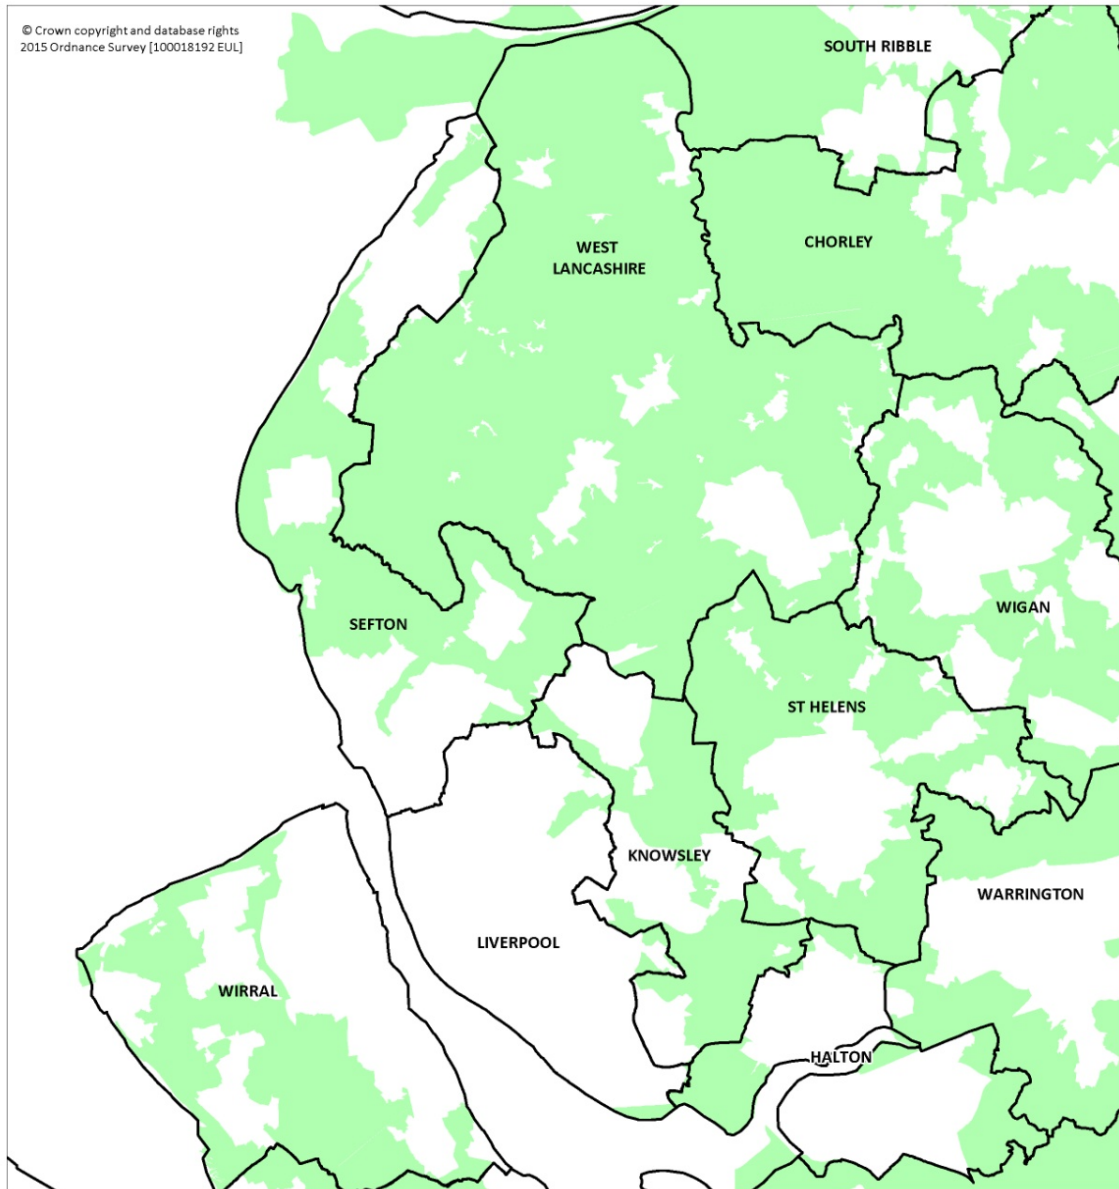 © Crown copyright and database rights
2015 Ordnance Survey [100018192 EUL]
SOUTH RIBBLE
WEST
LANCASHIRE
CHORLEY
SEFTON
WIGAN
ST HELENS
KNOWSLEY
WARRINGTON
LIVERPOOL
WIRRAL
HALTON